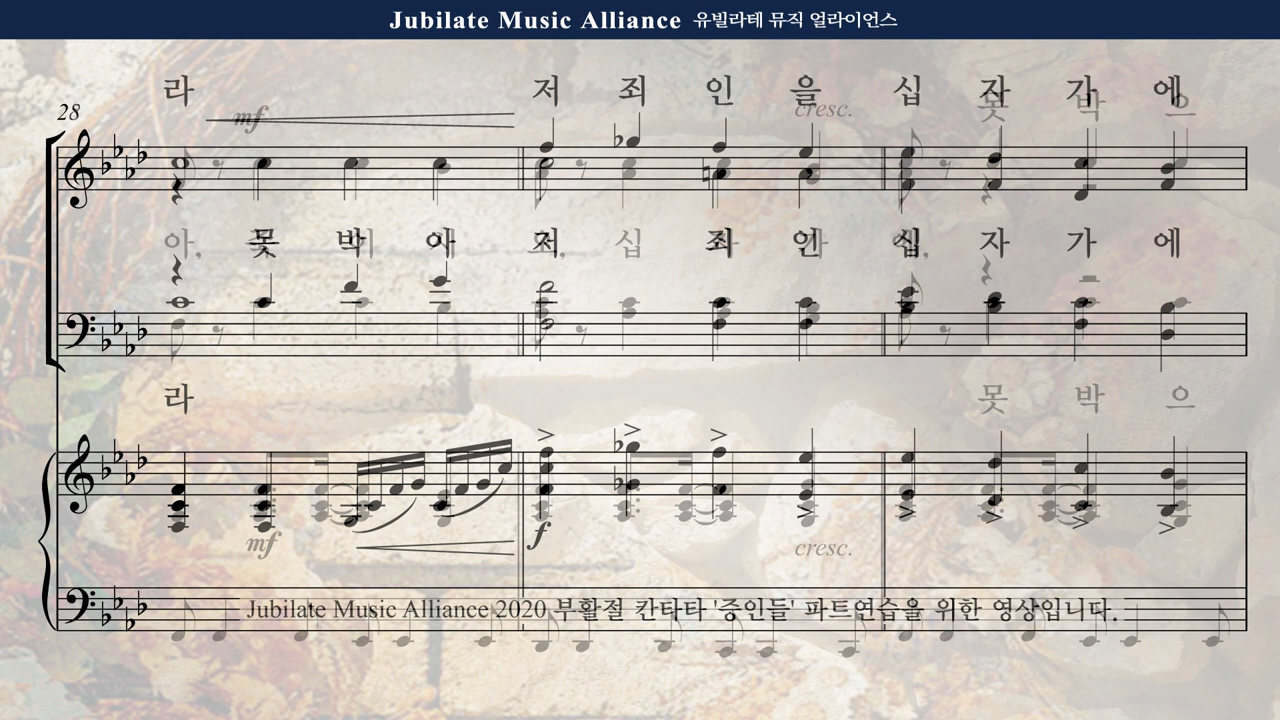 Jubilate Music Alliance 유빌라테 뮤직 얼라이언스
라 저 죄 인 을 십 자 가 에
못 박 으
28
mf cresc.
아, 못 박 아 저 죄 인 십 자 가 에
라 못 박 으
mf f cresc.
Jubilate Music Alliance 2020 부활절 칸타타 '증인들' 파트연습을 위한 영상입니다.